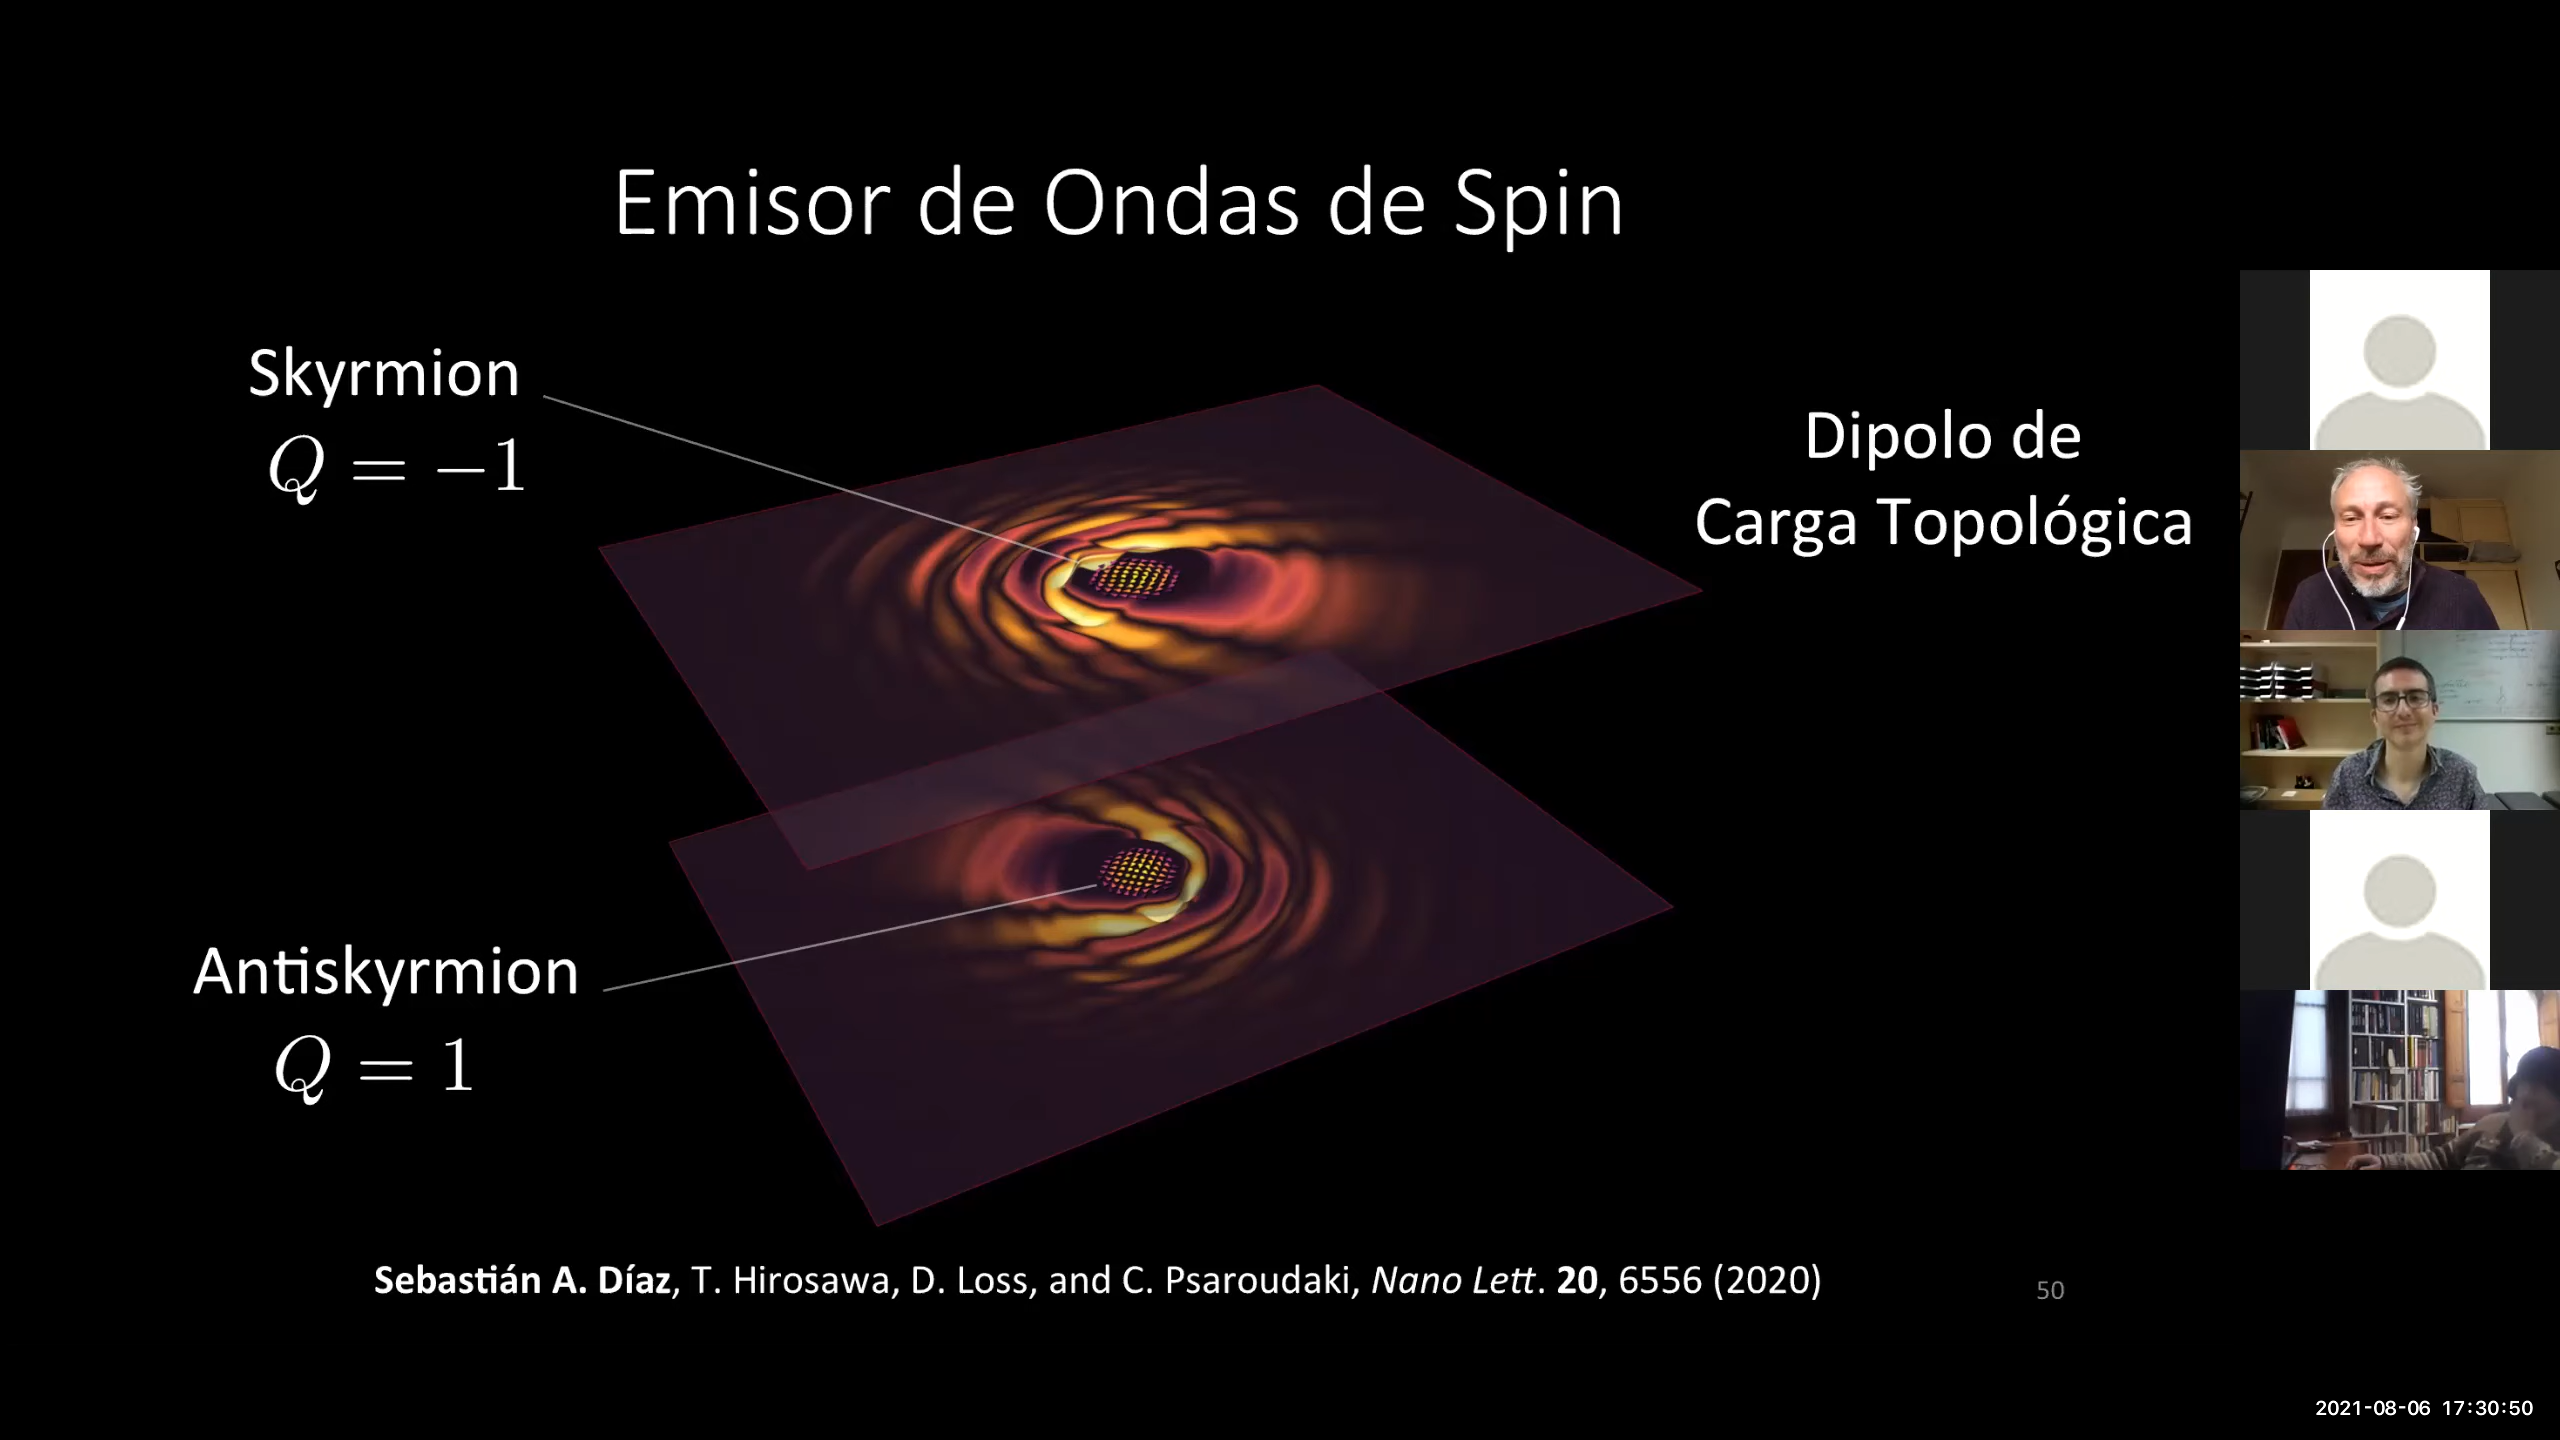 Emisor de Ondas de Spin
Skyrmion
Q = −1
Dipolo de
Carga Topológica
Antiskyrmion
Q = 1
Sebastián A. Díaz, T. Hirosawa, D. Loss, and C. Psaroudaki, Nano Lett. 20, 6556 (2020)
50
2021-08-06 17:30:50